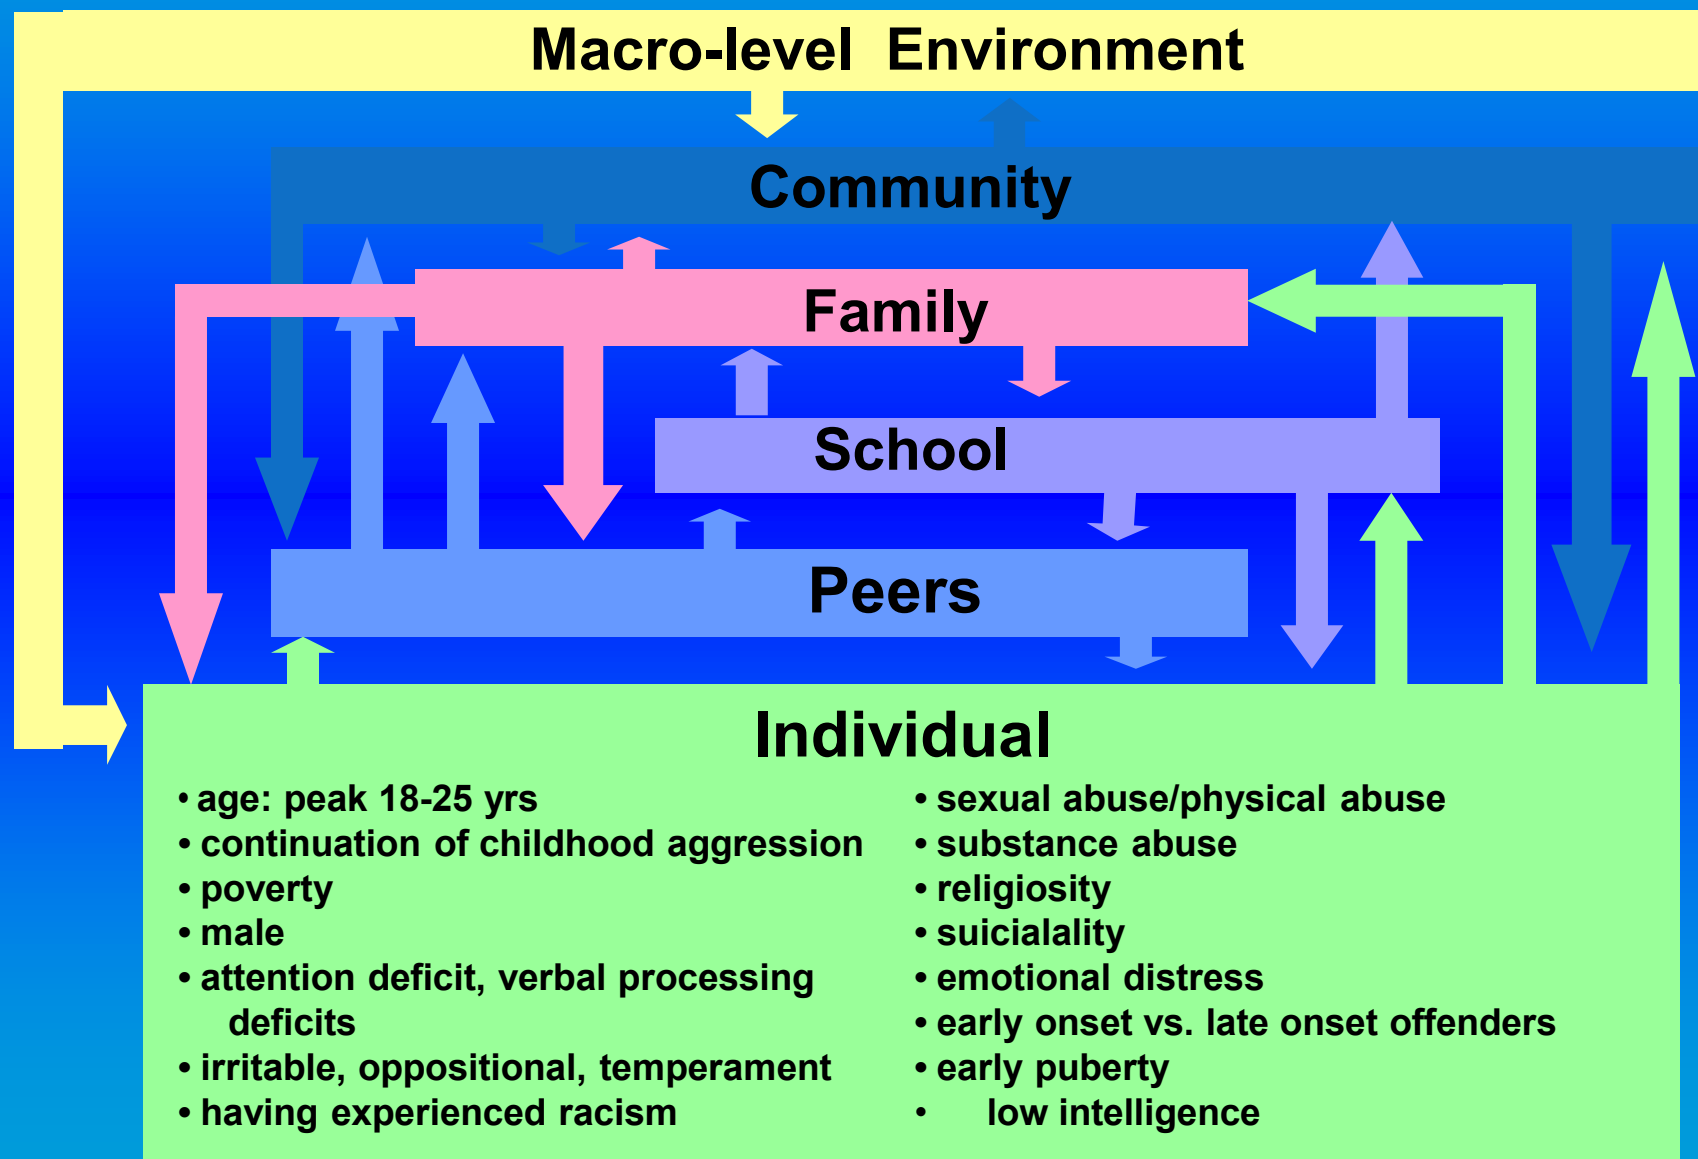 Macro-level Environment
Community
Family
School
Peers
Individual
• age: peak 18-25 yrs
• continuation of childhood aggression
• poverty
• male
• attention deficit, verbal processing
deficits
• irritable, oppositional, temperament
• having experienced racism
• sexual abuse/physical abuse
• substance abuse
• religiosity
• suicialality
• emotional distress
• early onset vs. late onset offenders
• early puberty
• low intelligence